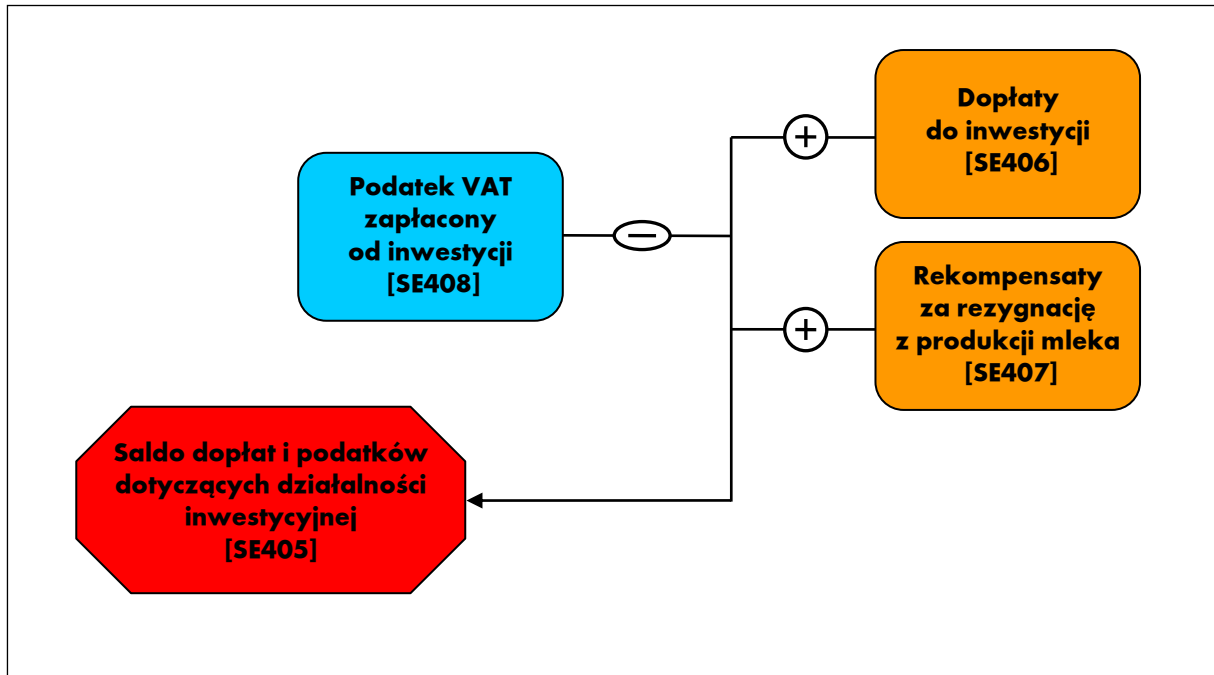 Dopłaty
do inwestycji
[SE406]
+
Podatek VAT
zapłacony
od inwestycji
[SE408]
−
Rekompensaty
za rezygnację
z produkcji mleka
[SE407]
+
Saldo dopłat i podatków
dotyczących działalności
inwestycyjnej
[SE405]